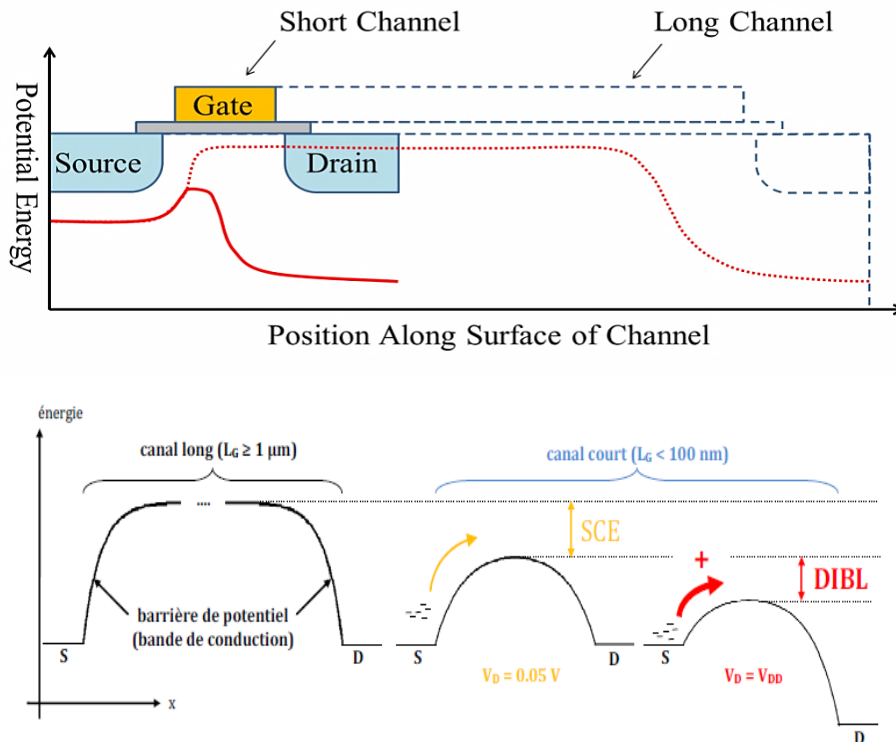 Short Channel
Long Channel
Potential Energy
Gate
Source
Drain
Position Along Surface of Channel
énergie
canal long (LG ≥ 1 µm)
canal court (LG < 100 nm)
....
SCE
+
DIBL
barrière de potentiel
(bande de conduction)
S
D
S
D
S
VD = 0.05 V
VD = VDD
x
D